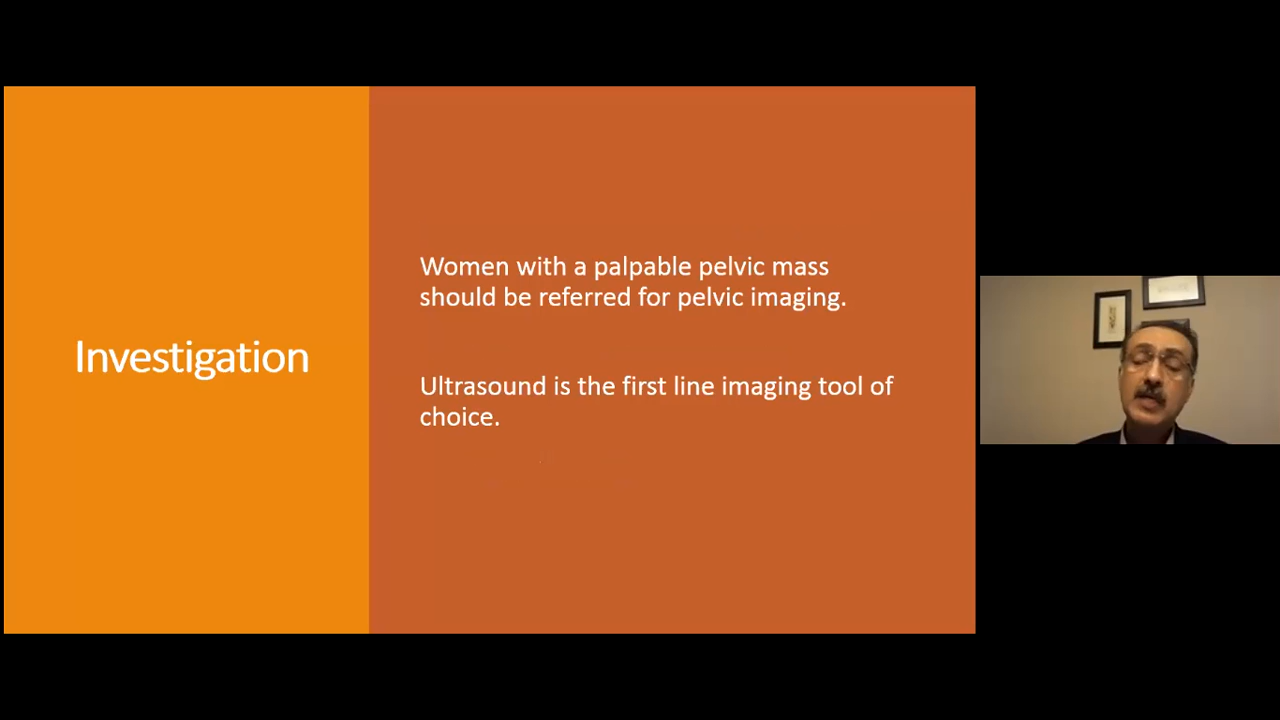 Investigation
Women with a palpable pelvic mass
should be referred for pelvic imaging.
Ultrasound is the first line imaging tool of
choice.